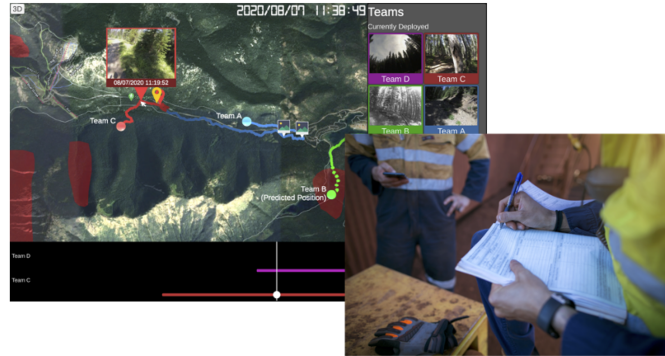 3D
2020/08/07 11:38:49
Teams
Currently Deployed
Team D
Team C
Team B
Team A
08/07/2020 11:19:52
Team C
Team A
Team B
(Predicted Position)
Team D
Team C